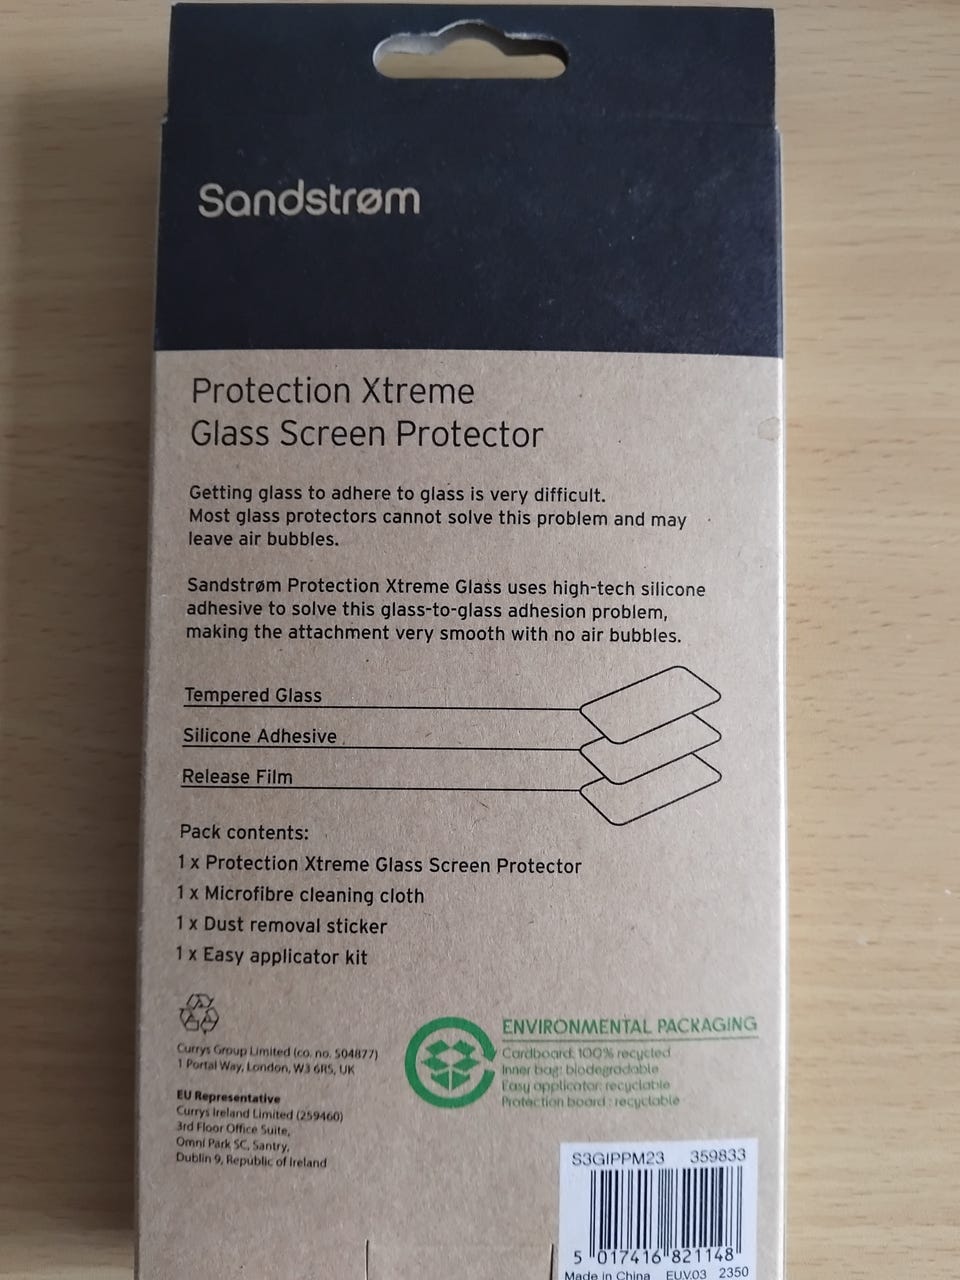 Sandstrøm
Protection Xtreme
Glass Screen Protector
Getting glass to adhere to glass is very difficult.
Most glass protectors cannot solve this problem and may
leave air bubbles.
Sandstrøm Protection Xtreme Glass uses high-tech silicone
adhesive to solve this glass-to-glass adhesion problem,
making the attachment very smooth with no air bubbles.
Tempered Glass
Silicone Adhesive
Release Film
Pack contents:
1 x Protection Xtreme Glass Screen Protector
1 x Microfibre cleaning cloth
1 x Dust removal sticker
1 x Easy applicator kit
Currys Group Limited (co. no. 504877)
1 Portal Way, London, W3 6RS, UK
EU Representative
Currys Ireland Limited (259460)
3rd Floor Office Suite,
Omni Park SC, Santry,
Dublin 9, Republic of Ireland
ENVIRONMENTAL PACKAGING
Cardboard: 100% recycled
Inner bag: biodegradable
Easy applicator: recyclable
Protection board : recyclable
S3GIPPM23 359833
5 017416 821148
Made in China EUV.03 2350